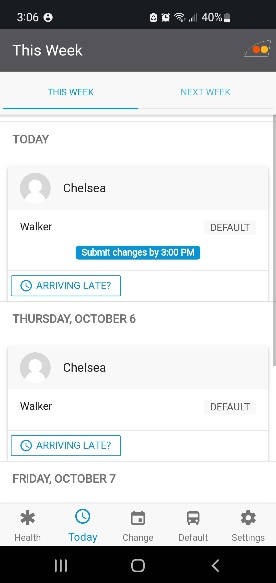 3:06
40%
This Week
THIS WEEK
NEXT WEEK
TODAY
Chelsea
Walker
DEFAULT
Submit changes by 3:00 PM
ARRIVING LATE?
THURSDAY, OCTOBER 6
Chelsea
Walker
DEFAULT
ARRIVING LATE?
FRIDAY, OCTOBER 7
Health
Today
Change
Default
Settings